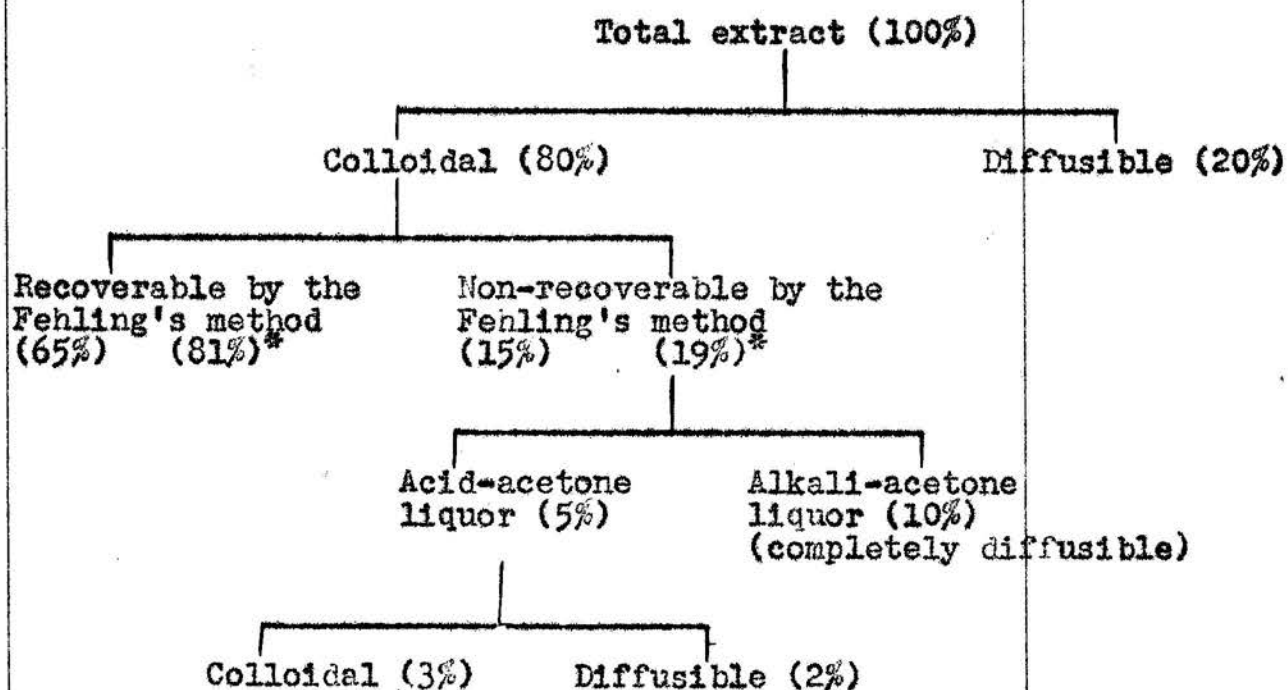 Total extract (100%)
Colloidal (80%)
Diffusible (20%)
Recoverable by the
Fehling's method
(65%) (81%)*
Non-recoverable by the
Fehling's method
(15%) (19%)*
Acid-acetone
liquor (5%)
Alkali-acetone
liquor (10%)
(completely diffusible)
Colloidal (3%)
Diffusible (2%)